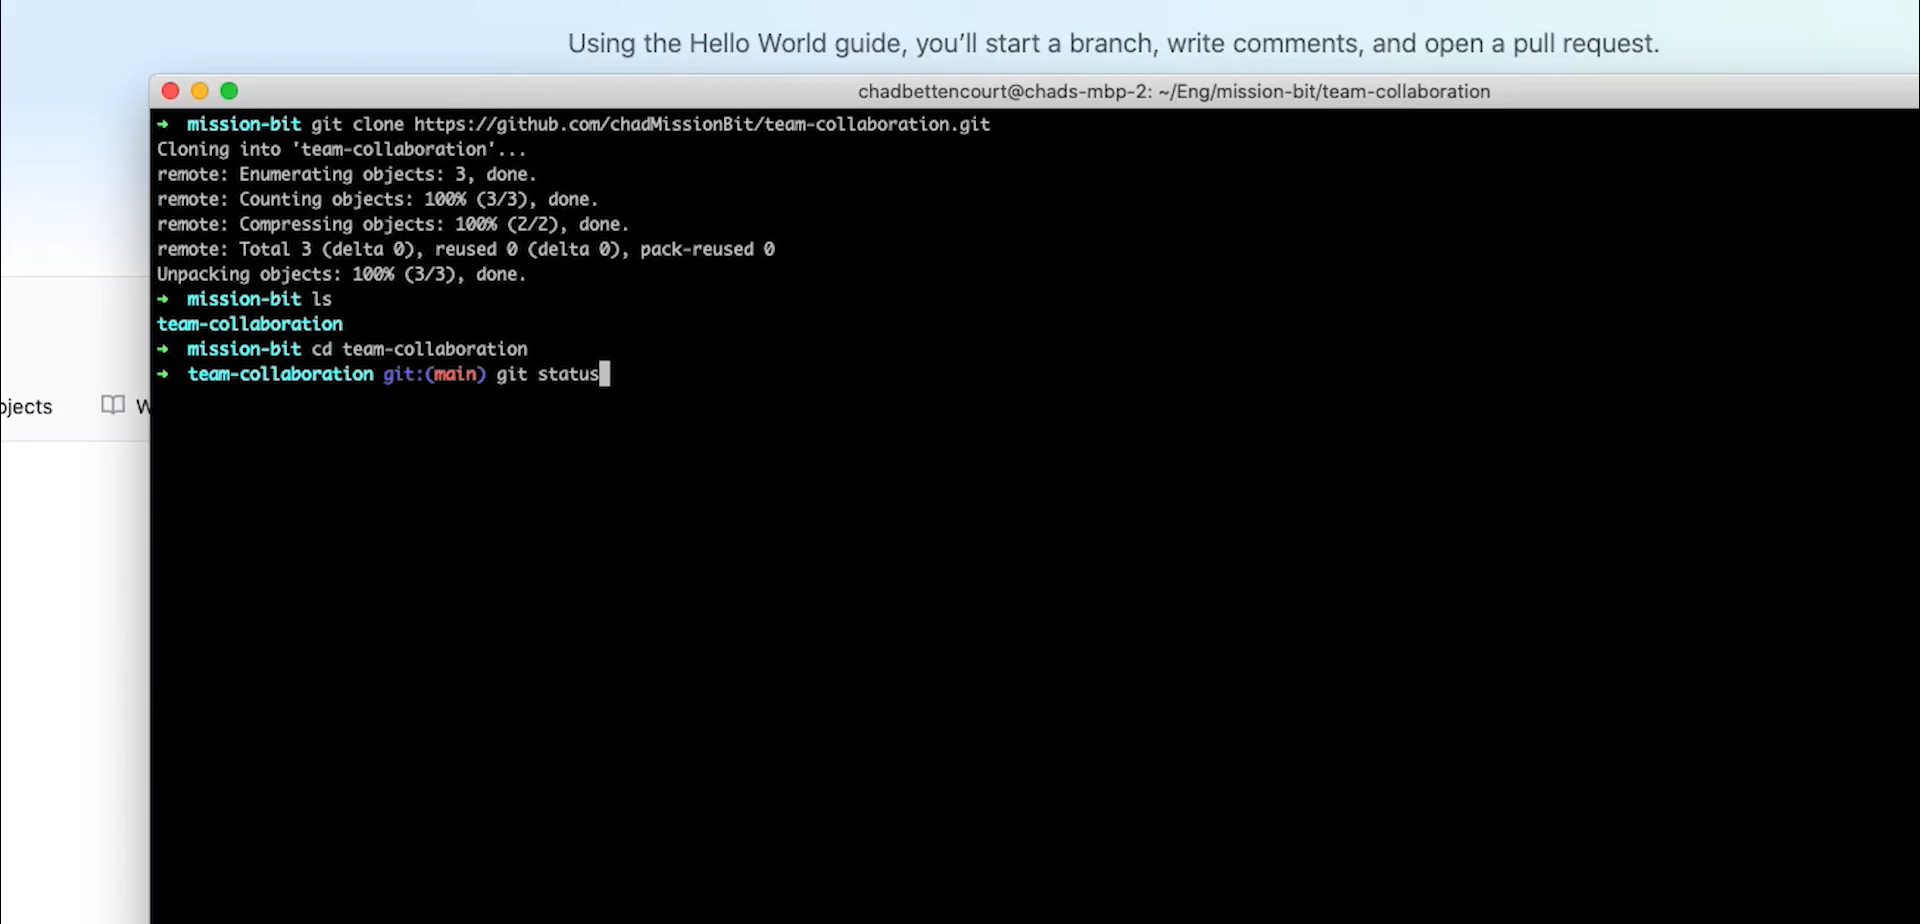 Using the Hello World guide, you’ll start a branch, write comments, and open a pull request.
chadbettencourt@chads-mbp-2: ~/Eng/mission-bit/team-collaboration
➜ mission-bit git clone https://github.com/chadMissionBit/team-collaboration.git
Cloning into 'team-collaboration'...
remote: Enumerating objects: 3, done.
remote: Counting objects: 100% (3/3), done.
remote: Compressing objects: 100% (2/2), done.
remote: Total 3 (delta 0), reused 0 (delta 0), pack-reused 0
Unpacking objects: 100% (3/3), done.
➜ mission-bit ls
team-collaboration
➜ mission-bit cd team-collaboration
➜ team-collaboration git:(main) git status
ojects W